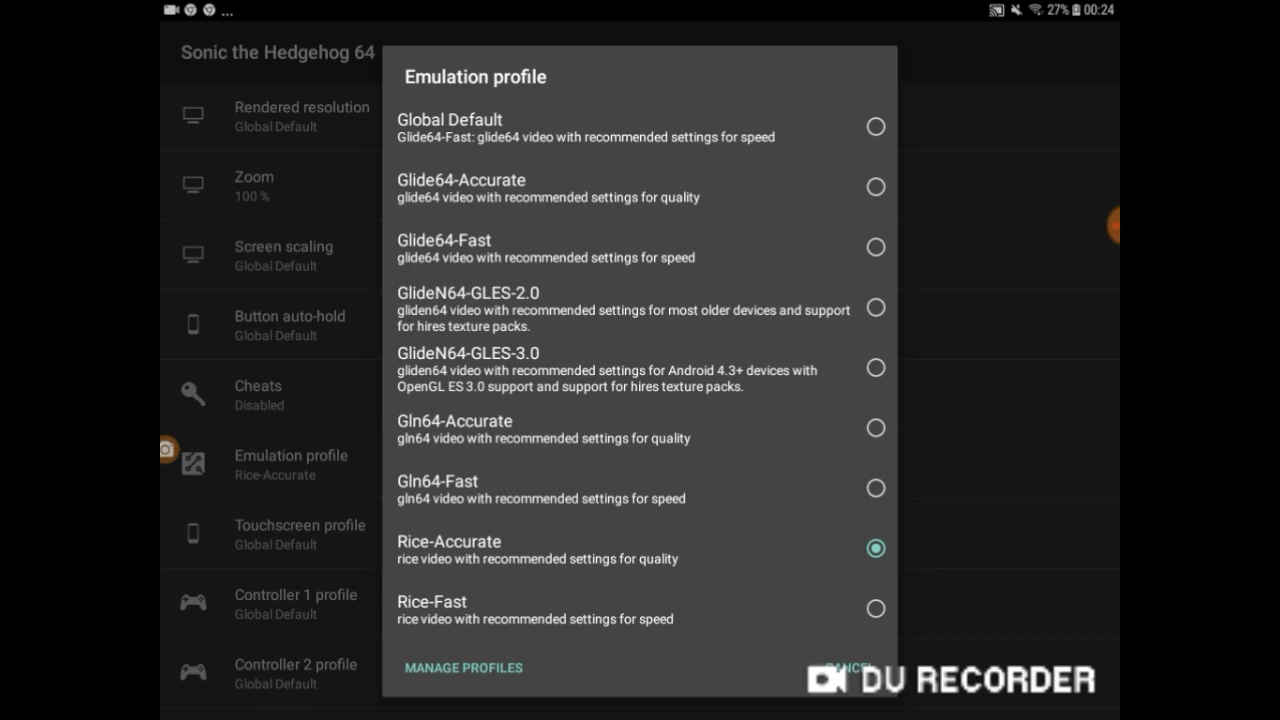 ... 27% 00:24
Sonic the Hedgehog 64
Rendered resolution
Global Default
Zoom
100 %
Screen scaling
Global Default
Button auto-hold
Global Default
Cheats
Disabled
Emulation profile
Rice-Accurate
Touchscreen profile
Global Default
Controller 1 profile
Global Default
Controller 2 profile
Global Default
Emulation profile
Global Default
Glide64-Fast: glide64 video with recommended settings for speed
Glide64-Accurate
glide64 video with recommended settings for quality
Glide64-Fast
glide64 video with recommended settings for speed
GlideN64-GLES-2.0
gliden64 video with recommended settings for most older devices and support
for hires texture packs.
GlideN64-GLES-3.0
gliden64 video with recommended settings for Android 4.3+ devices with
OpenGL ES 3.0 support and support for hires texture packs.
Gln64-Accurate
gln64 video with recommended settings for quality
Gln64-Fast
gln64 video with recommended settings for speed
Rice-Accurate
rice video with recommended settings for quality
Rice-Fast
rice video with recommended settings for speed
MANAGE PROFILES CANCEL
DU RECORDER